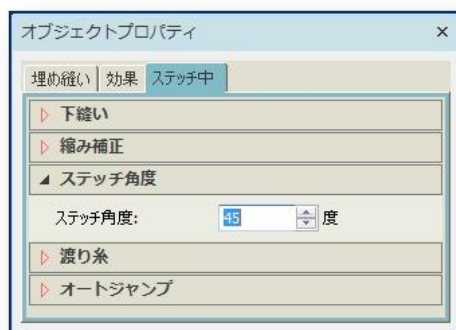 オブジェクトプロパティ ×
埋め縫い 効果 ステッチ中
下縫い
縮み補正
ステッチ角度
ステッチ角度: 45 度
渡り糸
オートジャンプ